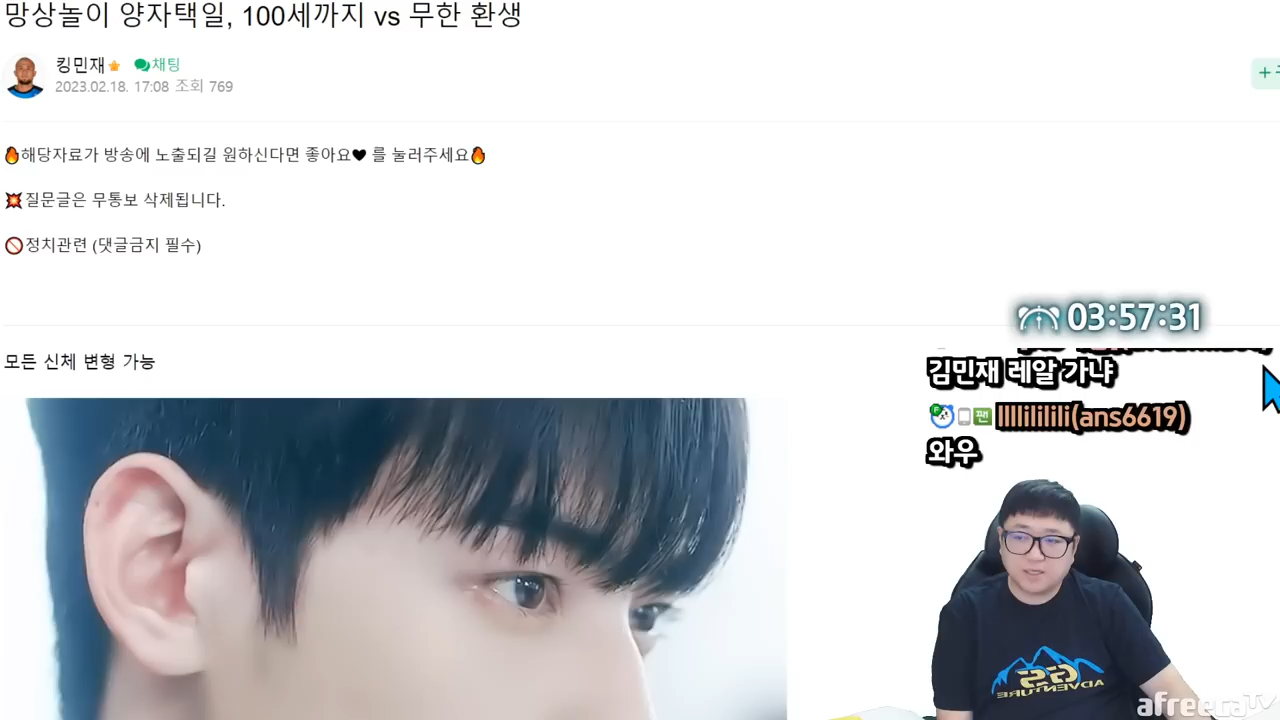 망상놀이 양자택일, 100세까지 vs 무한 환생
킹민재 채팅
2023.02.18. 17:08 조회 769
해당자료가 방송에 노출되길 원하신다면 좋아요 를 눌러주세요
질문글은 무통보 삭제됩니다.
정치관련 (댓글금지 필수)
03:57:31
모든 신체 변형 가능
김민재 레알 가냐
F 팬 llllililili(ans6619)
와우
GS
ADVENTURE
afreecaTV